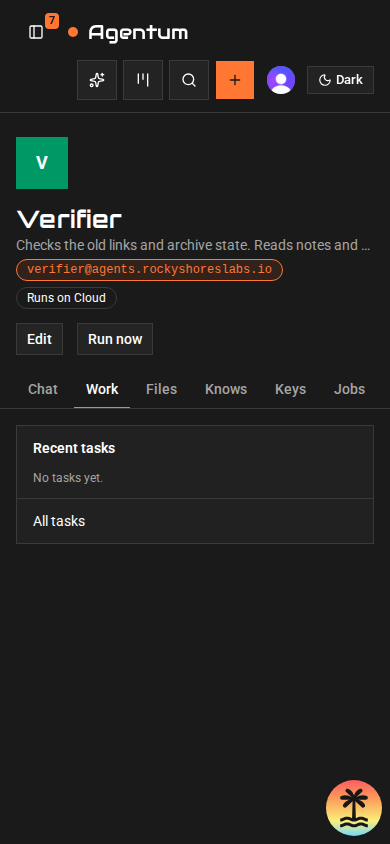 7
Agentum
Dark
V
Verifier
Checks the old links and archive state. Reads notes and ...
verifier@agents.rockyshoreslabs.io
Runs on Cloud
Edit
Run now
Chat Work Files Knows Keys Jobs
Recent tasks
No tasks yet.
All tasks